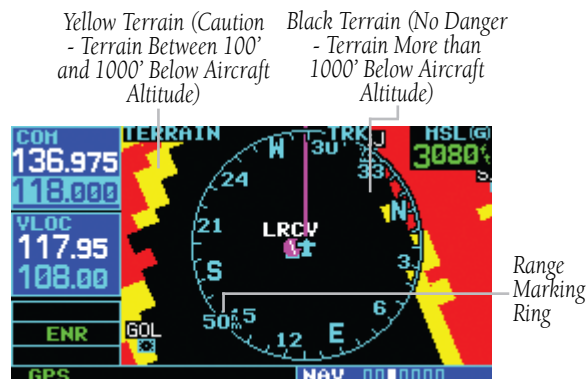 Yellow Terrain (Caution
- Terrain Between 100'
and 1000' Below Aircraft
Altitude)
Black Terrain (No Danger
- Terrain More than
1000' Below Aircraft
Altitude)
COM
136.975
118.000
VLOC
117.95
108.00
ENR
GPS
TERRAIN
TRK
MSL(G)
3080ft
W
30
33
24
N
21
LRCV
S
3
50
15
6
12
E
GOL
Range
Marking
Ring
NAV